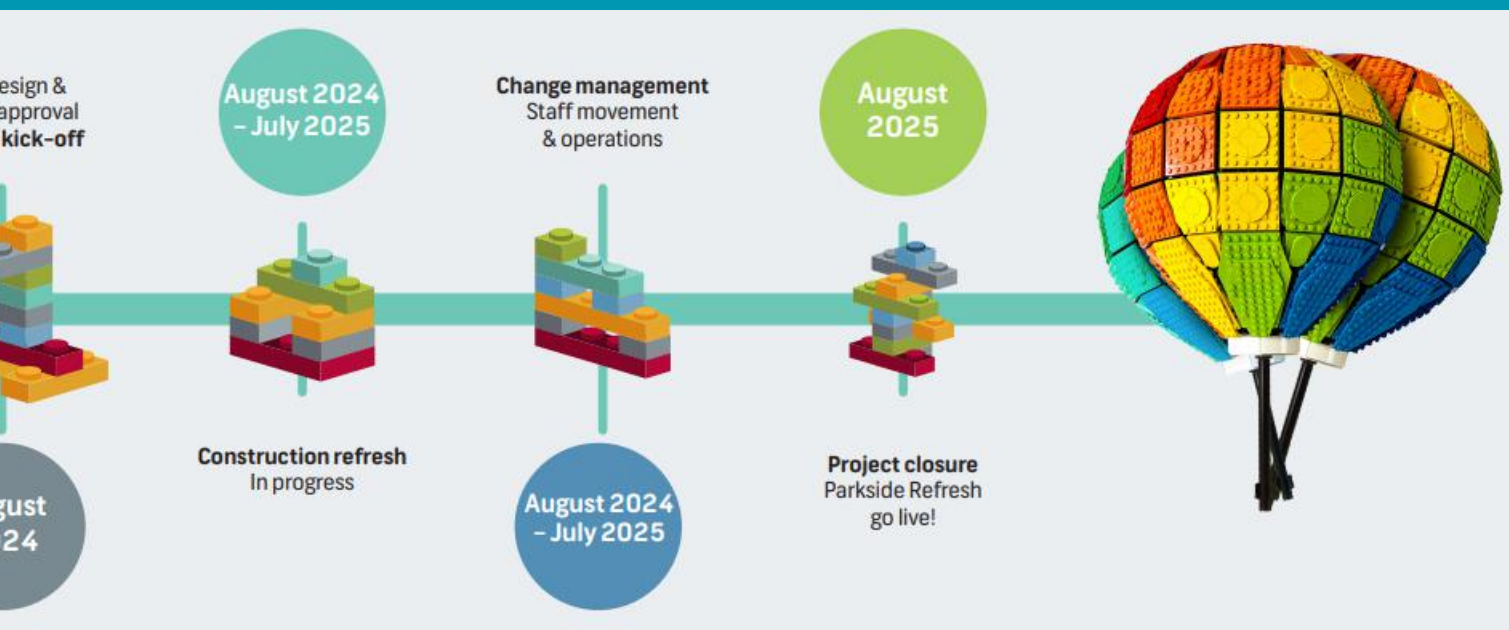 esign &
approval
kick-off
gust
24
August 2024
– July 2025
Construction refresh
In progress
Change management
Staff movement
& operations
August 2024
– July 2025
August
2025
Project closure
Parkside Refresh
go live!